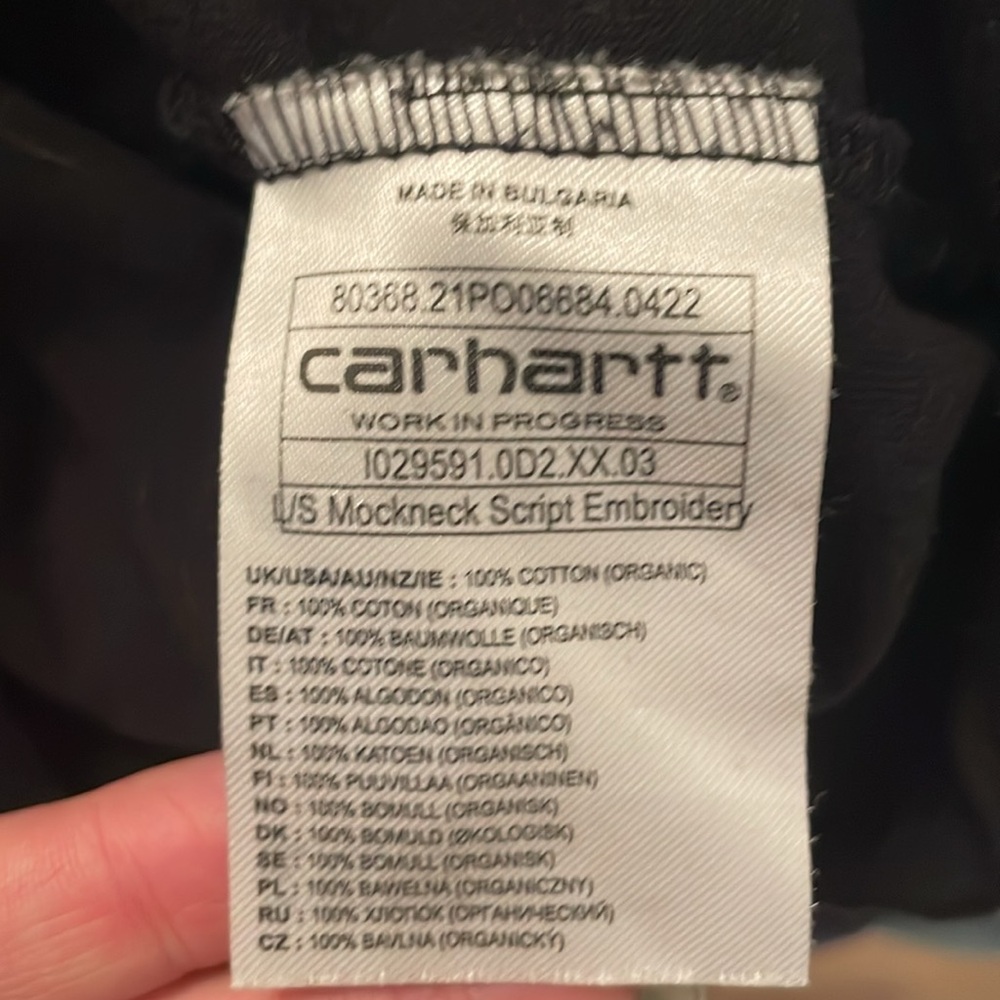 MADE IN BULGARIA
保加利亚制
80368.21PO06684.0422
carhartt®
WORK IN PROGRESS
I029591.0D2.XX.03
L/S Mockneck Script Embroidery
UK/USA/AU/NZ/IE : 100% COTTON (ORGANIC)
FR : 100% COTON (ORGANIQUE)
DE/AT : 100% BAUMWOLLE (ORGANISCH)
IT : 100% COTONE (ORGANICO)
ES : 100% ALGODON (ORGANICO)
PT : 100% ALGODAO (ORGÂNICO)
NL : 100% KATOEN (ORGANISCH)
FI : 100% PUUVILLAA (ORGAANINEN)
NO : 100% BOMULL (ORGANISK)
DK : 100% BOMULD (ØKOLOGISK)
SE : 100% BOMULL (ORGANISK)
PL : 100% BAWEŁNA (ORGANICZNY)
RU : 100% ХЛОПОК (ОРГАНИЧЕСКИЙ)
CZ : 100% BAVLNA (ORGANICKÝ)